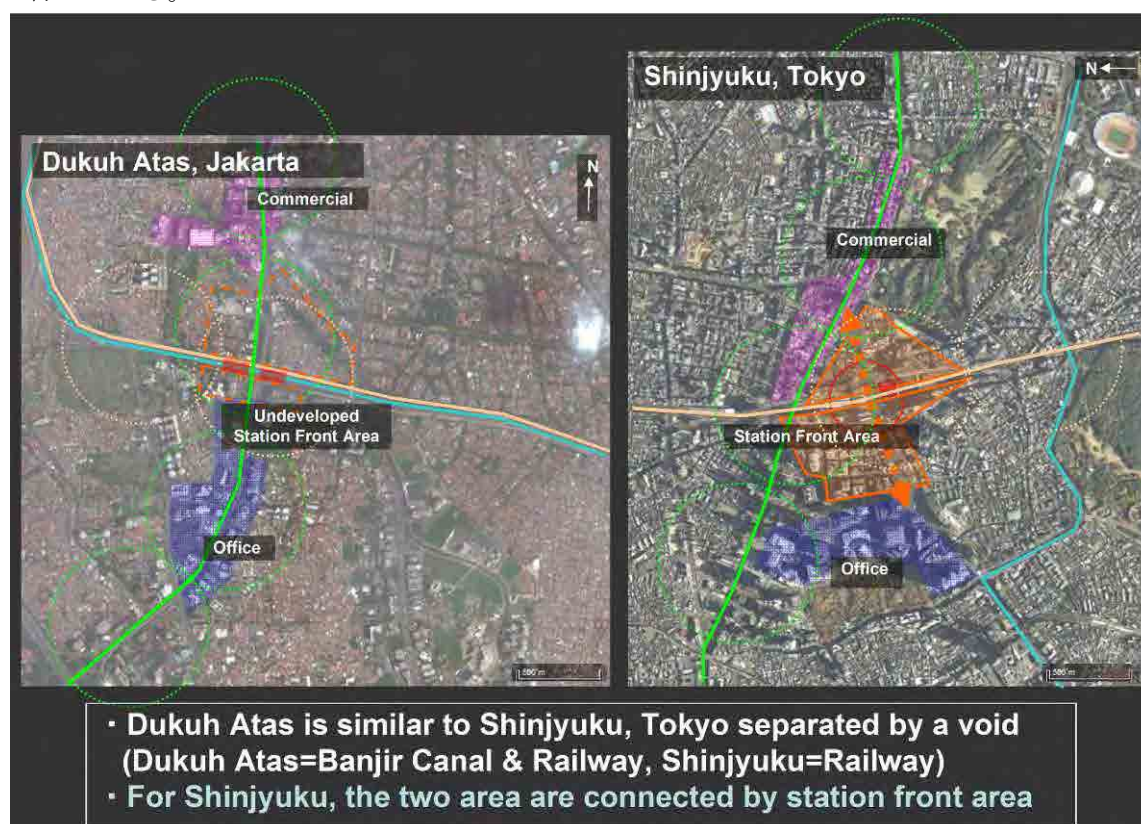 Dukuh Atas, Jakarta
N
Commercial
Undeveloped
Station Front Area
Office
500 m
Shinjyuku, Tokyo
N
Commercial
Station Front Area
Office
500 m
・Dukuh Atas is similar to Shinjyuku, Tokyo separated by a void
(Dukuh Atas=Banjir Canal & Railway, Shinjyuku=Railway)
・For Shinjyuku, the two area are connected by station front area